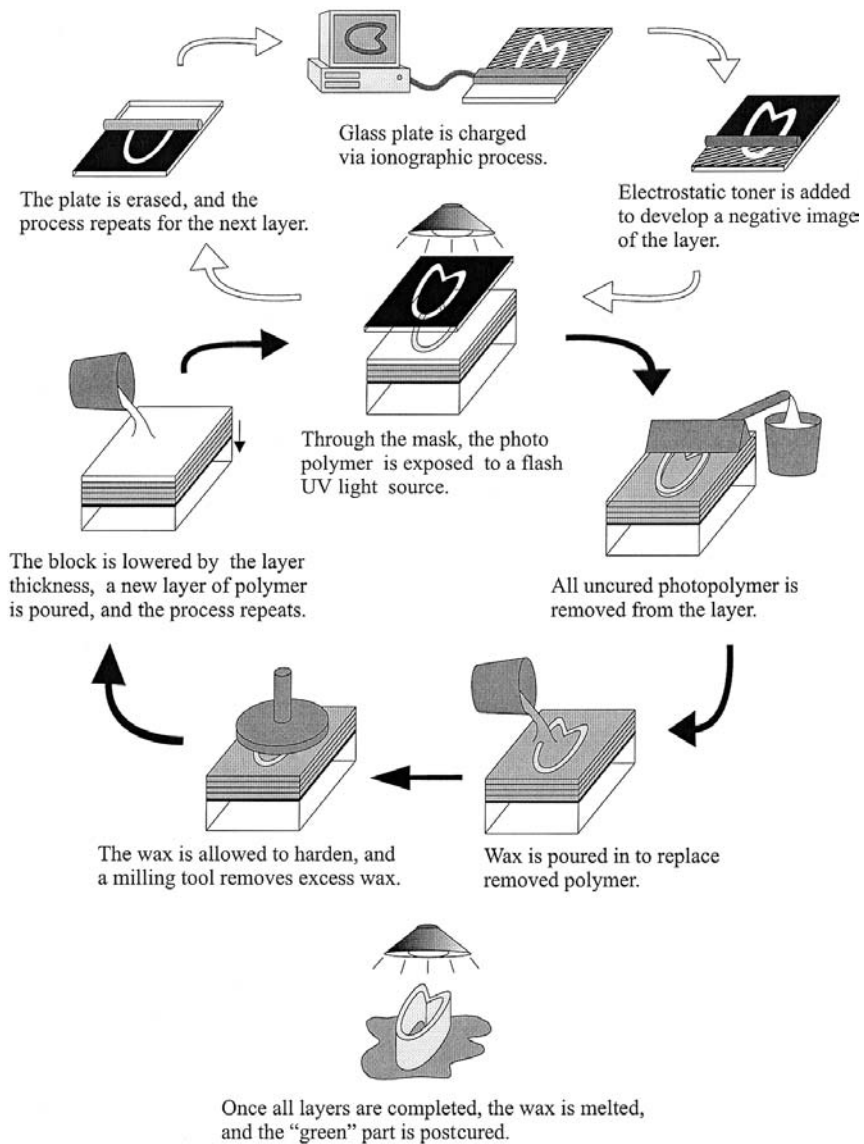 Glass plate is charged
via ionographic process.
The plate is erased, and the
process repeats for the next layer.
Electrostatic toner is added
to develop a negative image
of the layer.
Through the mask, the photo
polymer is exposed to a flash
UV light source.
The block is lowered by the layer
thickness, a new layer of polymer
is poured, and the process repeats.
All uncured photopolymer is
removed from the layer.
The wax is allowed to harden, and
a milling tool removes excess wax.
Wax is poured in to replace
removed polymer.
Once all layers are completed, the wax is melted,
and the “green” part is postcured.